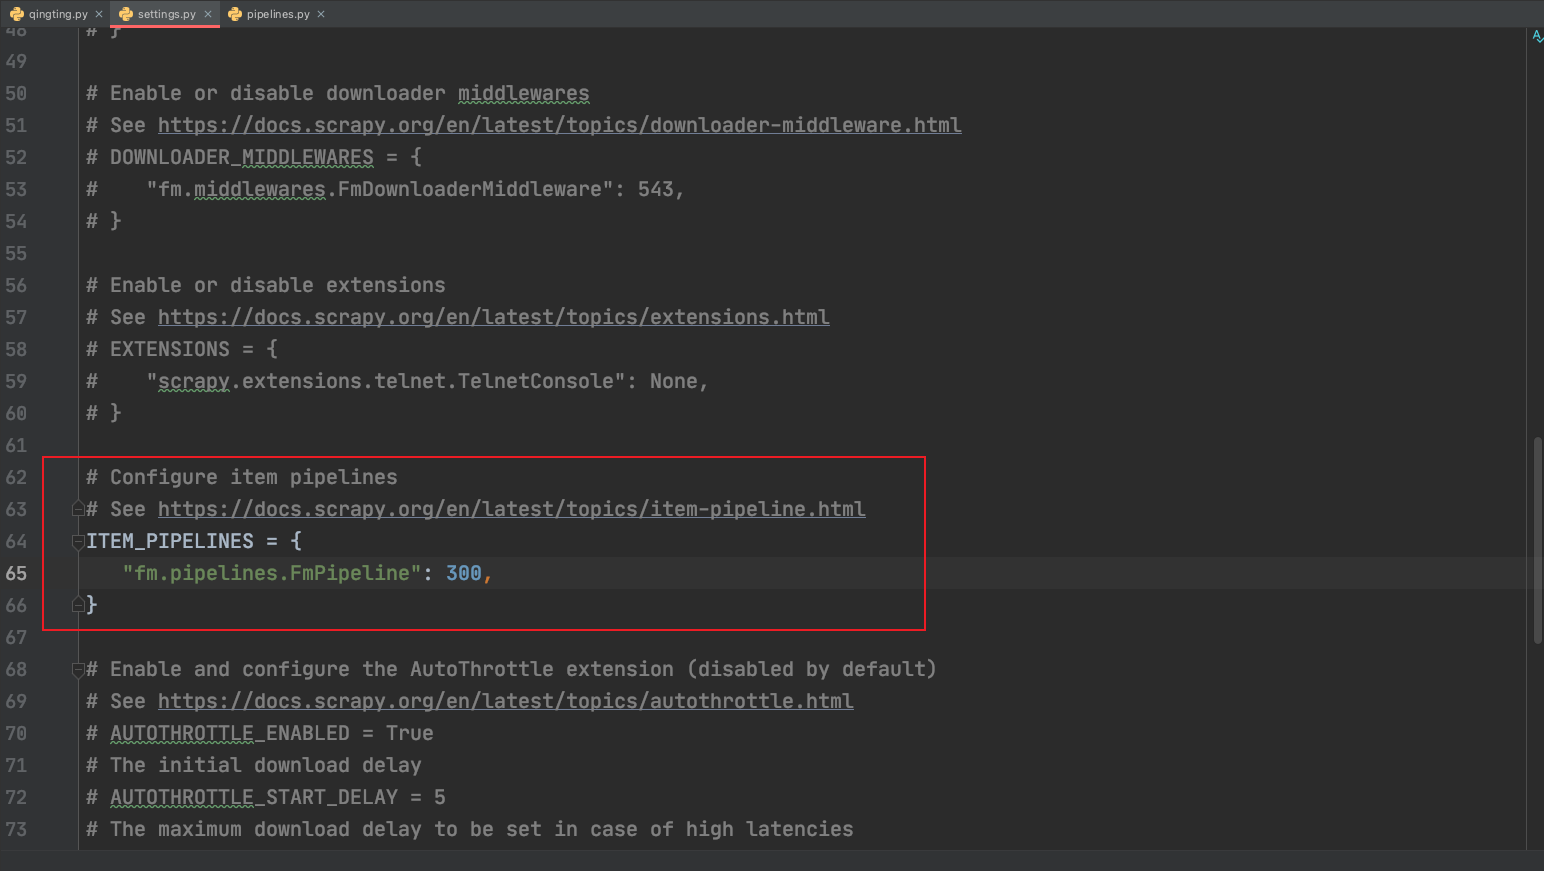 qingting.py
settings.py
pipelines.py
48 # }
49
50 # Enable or disable downloader middlewares
51 # See https://docs.scrapy.org/en/latest/topics/downloader-middleware.html
52 # DOWNLOADER_MIDDLEWARES = {
53 #    "fm.middlewares.FmDownloaderMiddleware": 543,
54 # }
55
56 # Enable or disable extensions
57 # See https://docs.scrapy.org/en/latest/topics/extensions.html
58 # EXTENSIONS = {
59 #    "scrapy.extensions.telnet.TelnetConsole": None,
60 # }
61
62 # Configure item pipelines
63 # See https://docs.scrapy.org/en/latest/topics/item-pipeline.html
64 ITEM_PIPELINES = {
65    "fm.pipelines.FmPipeline": 300,
66 }
67
68 # Enable and configure the AutoThrottle extension (disabled by default)
69 # See https://docs.scrapy.org/en/latest/topics/autothrottle.html
70 # AUTOTHROTTLE_ENABLED = True
71 # The initial download delay
72 # AUTOTHROTTLE_START_DELAY = 5
73 # The maximum download delay to be set in case of high latencies